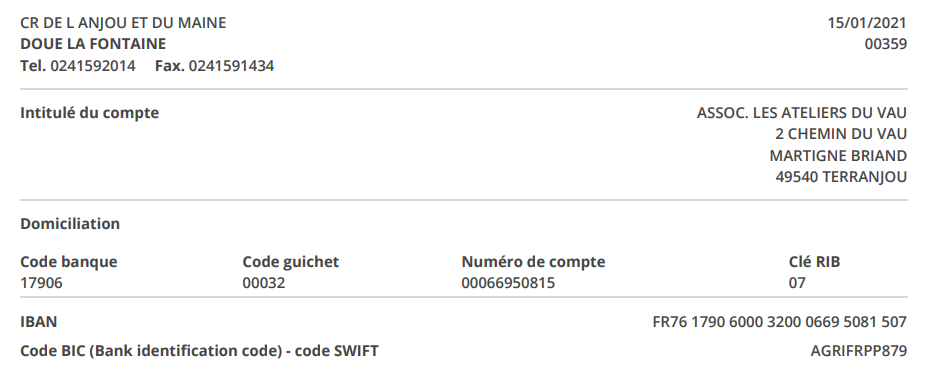 CR DE L ANJOU ET DU MAINE 15/01/2021
DOUE LA FONTAINE 00359
Tel. 0241592014 Fax. 0241591434
Intitulé du compte ASSOC. LES ATELIERS DU VAU
2 CHEMIN DU VAU
MARTIGNE BRIAND
49540 TERRANJOU
Domiciliation
Code banque Code guichet Numéro de compte Clé RIB
17906 00032 00066950815 07
IBAN FR76 1790 6000 3200 0669 5081 507
Code BIC (Bank identification code) - code SWIFT AGRIFRPP879